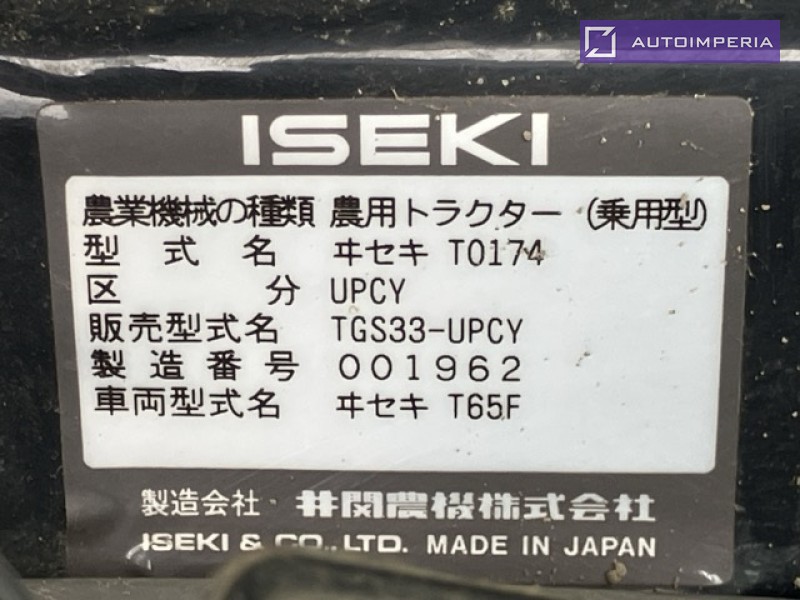 AUTOIMPERIA
ISEKI
農業機械の種類 農用トラクター (乗用型)
型式名 ヰセキ T0174
区分 UPCY
販売型式名 TGS33-UPCY
製造番号 001962
車両型式名 ヰセキ T65F
製造会社 井関農機株式会社
ISEKI & CO.,LTD. MADE IN JAPAN